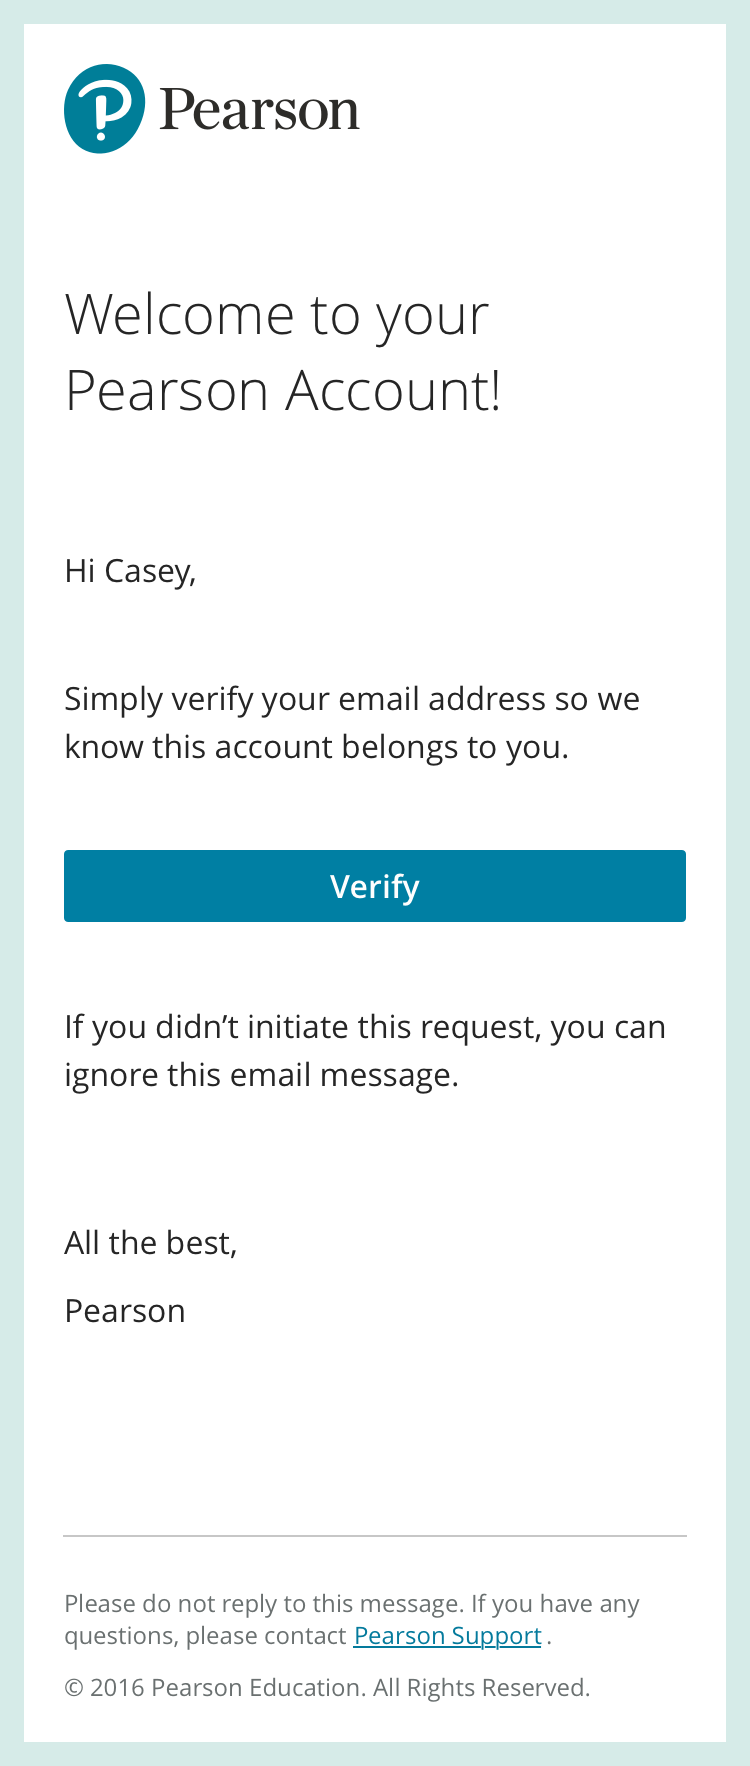 Pearson
Welcome to your
Pearson Account!
Hi Casey,
Simply verify your email address so we
know this account belongs to you.
Verify
If you didn’t initiate this request, you can
ignore this email message.
All the best,
Pearson
Please do not reply to this message. If you have any
questions, please contact Pearson Support .
© 2016 Pearson Education. All Rights Reserved.